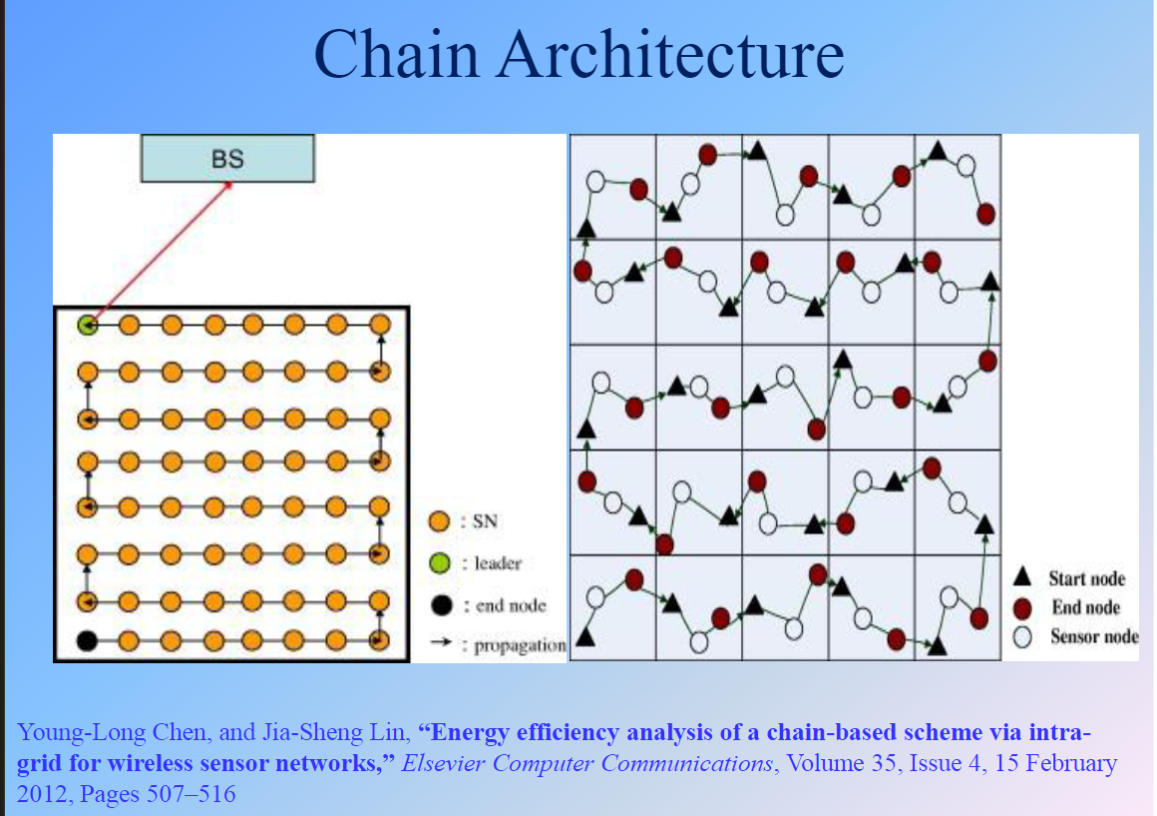 Chain Architecture
BS
: SN
: leader
: end node
: propagation
Start node
End node
Sensor node
Young-Long Chen, and Jia-Sheng Lin, “Energy efficiency analysis of a chain-based scheme via intra-
grid for wireless sensor networks,” Elsevier Computer Communications, Volume 35, Issue 4, 15 February
2012, Pages 507–516